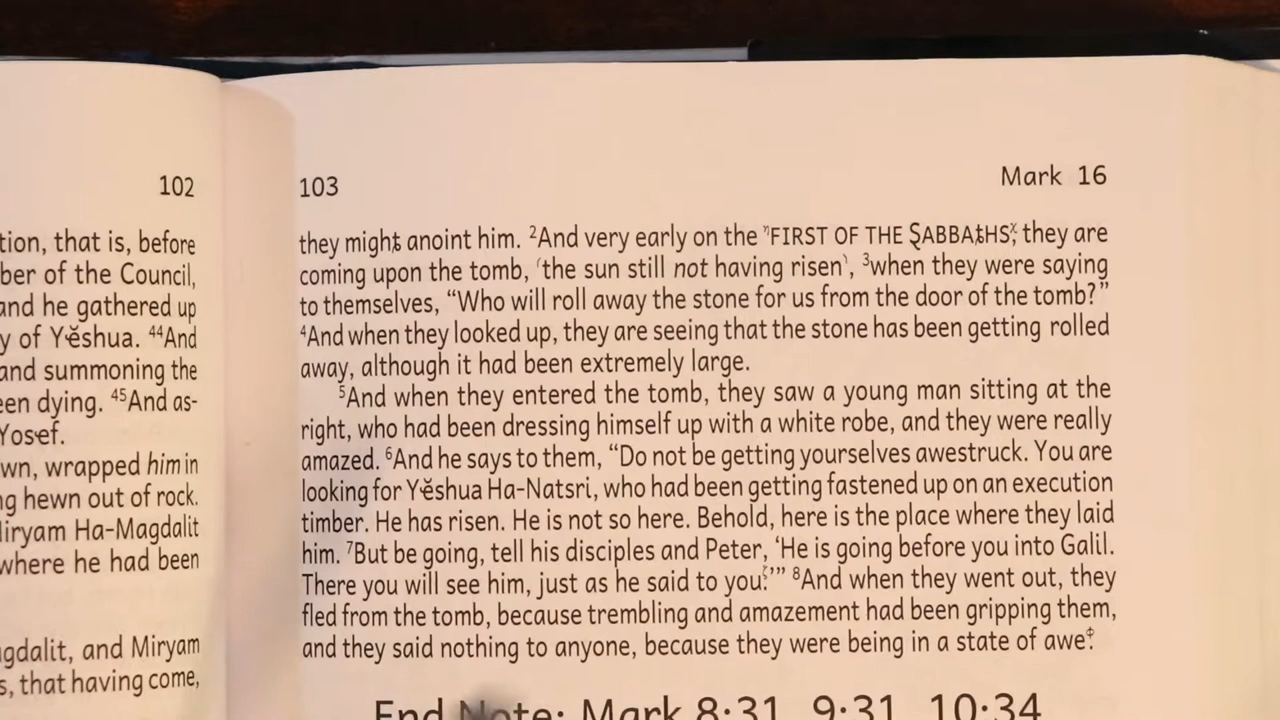 102
tion, that is, before
ber of the Council,
and he gathered up
y of Yĕshua. ⁴⁴And
and summoning the
een dying. ⁴⁵And as-
Yosef.
wn, wrapped him in
ng hewn out of rock.
liryam Ha-Magdalit
where he had been
agdalit, and Miryam
s, that having come,
103 Mark 16
they might anoint him. ²And very early on the ʺFIRST OF THE ȘABBAṭHSˣ, they are
coming upon the tomb, ‘the sun still not having risen‵, ³when they were saying
to themselves, “Who will roll away the stone for us from the door of the tomb?”
⁴And when they looked up, they are seeing that the stone has been getting rolled
away, although it had been extremely large.
⁵And when they entered the tomb, they saw a young man sitting at the
right, who had been dressing himself up with a white robe, and they were really
amazed. ⁶And he says to them, “Do not be getting yourselves awestruck. You are
looking for Yĕshua Ha-Natsri, who had been getting fastened up on an execution
timber. He has risen. He is not so here. Behold, here is the place where they laid
him. ⁷But be going, tell his disciples and Peter, ‘He is going before you into Galil.
There you will see him, just as he said to you.ξ’” ⁸And when they went out, they
fled from the tomb, because trembling and amazement had been gripping them,
and they said nothing to anyone, because they were being in a state of awe.ᶲ
End Note: Mark 8:31, 9:31, 10:34